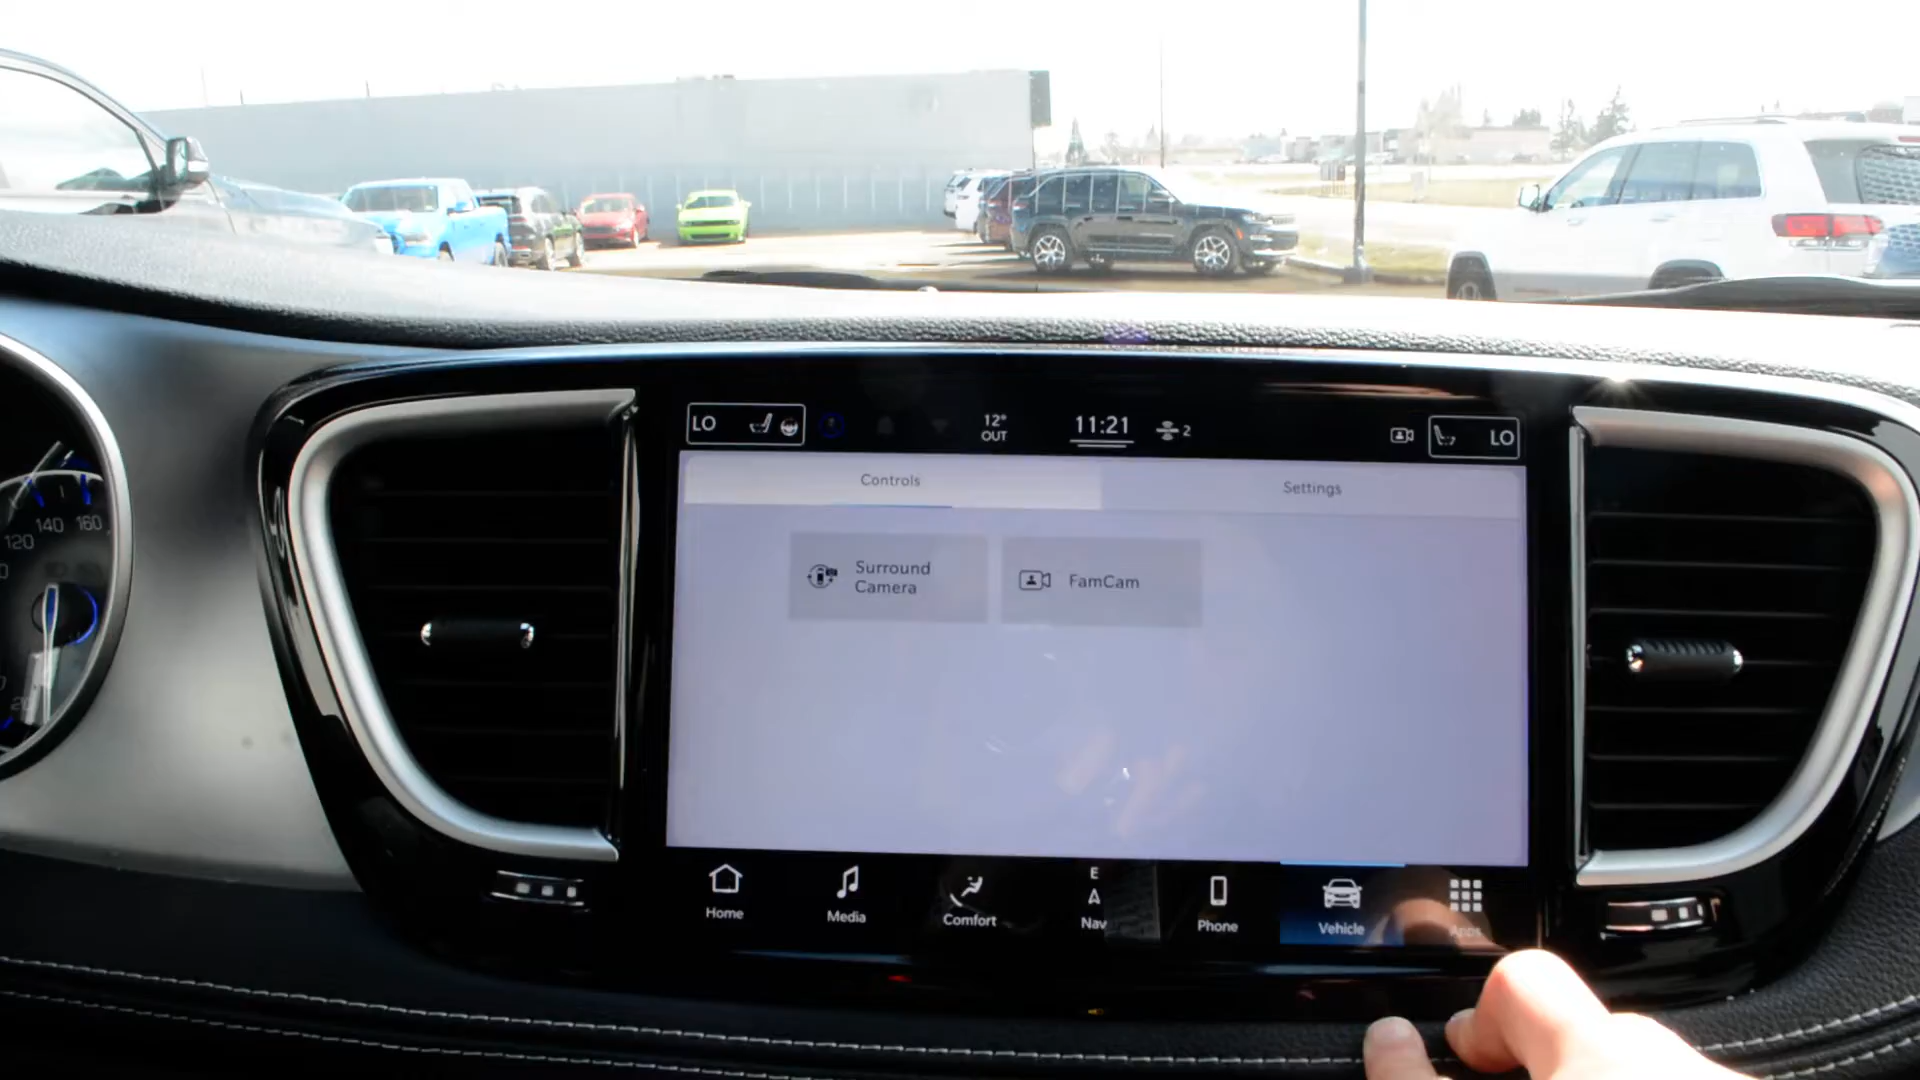 LO
12°
OUT
11:21
2
LO
Controls
Settings
Surround
Camera
FamCam
140
160
120
Home
Media
Comfort
E
Nav
Phone
Vehicle
Apps